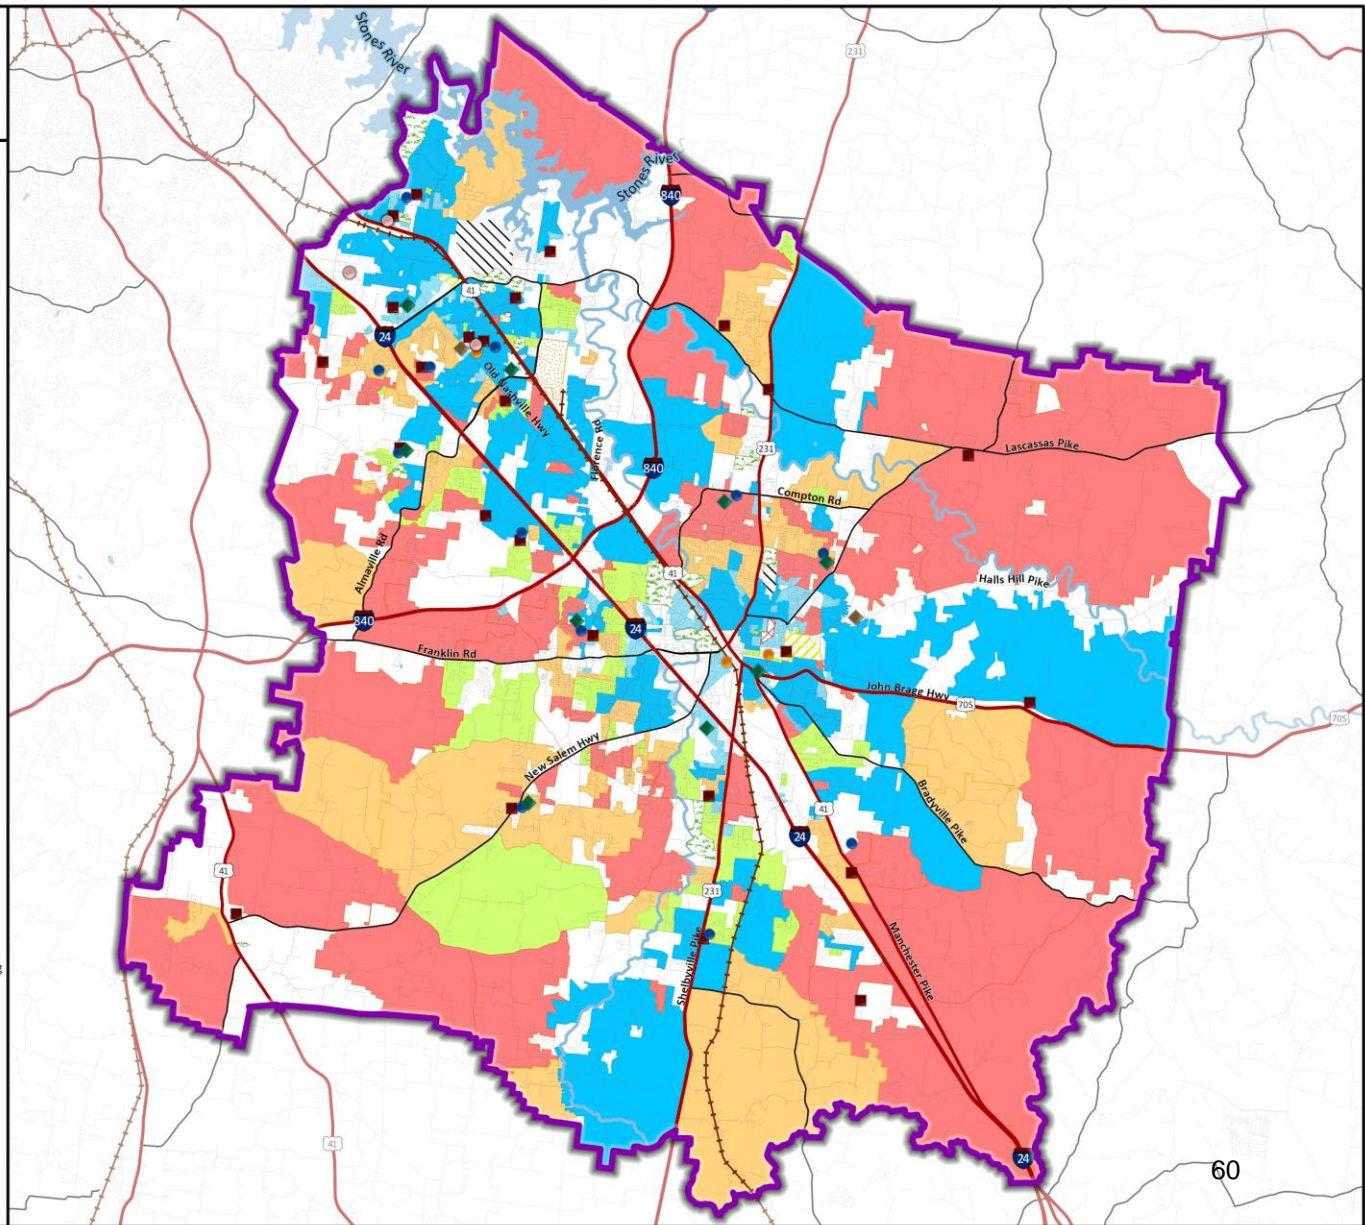 Stones River
231
Stones River
840
41
24
Old Nashville Hwy
Florence Rd
231
Lascassas Pike
840
Compton Rd
Almaville Rd
41
Halls Hill Pike
840
24
Franklin Rd
John Bragg Hwy
70S
70S
New Salem Hwy
Bradyville Pike
41
24
41
231
Manchester Pike
Shelbyville Pike
g
41
24
60